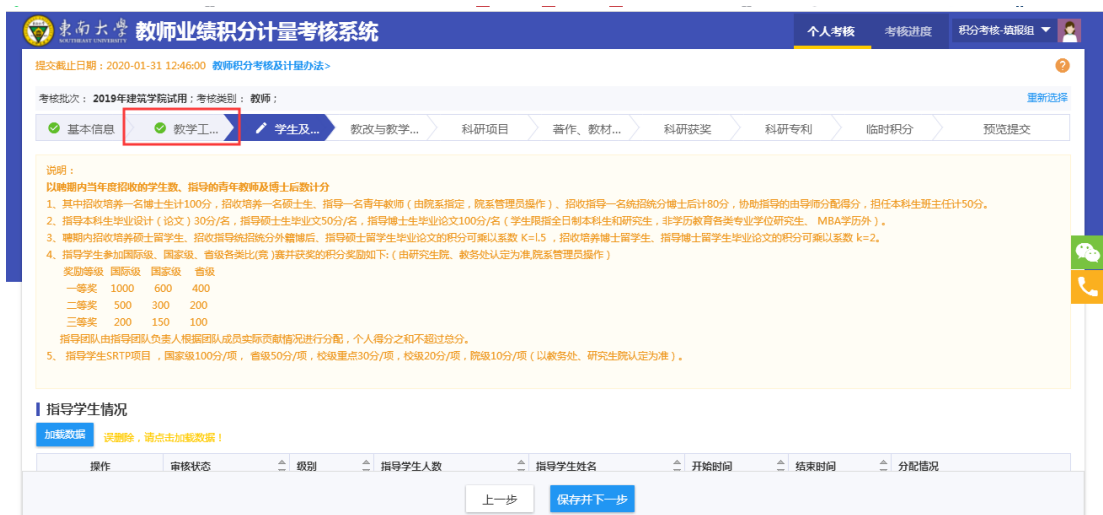 東南大學 教师业绩积分计量考核系统 个人考核 考核进度 积分考核-填报组
SOUTHEAST UNIVERSITY
提交截止日期：2020-01-31 12:46:00 教师积分考核及计量办法>
考核批次： 2019年建筑学院试用；考核类别： 教师； 重新选择
基本信息 教学工... 学生及... 教改与教学... 科研项目 著作、教材... 科研获奖 科研专利 临时积分 预览提交
说明：
以聘期内当年度招收的学生数、指导的青年教师及博士后数计分
1、其中招收培养一名博士生计100分，招收培养一名硕士生、指导一名青年教师（由院系指定，院系管理员操作）、招收指导一名统招统分博士后计80分，协助指导的由导师分配得分，担任本科生班主任计50分。
2、指导本科生毕业设计（论文）30分/名，指导硕士生毕业文50分/名，指导博士生毕业论文100分/名（学生限指全日制本科生和研究生，非学历教育各类专业学位研究生、 MBA学历外）。
3、聘期内招收培养硕士留学生、招收指导统招统分外籍博后、指导硕士留学生毕业论文的积分可乘以系数 K=l.5 ，招收培养博士留学生、指导博士留学生毕业论文的积分可乘以系数 k=2。
4、指导学生参加国际级、国家级、省级各类比(竞）赛并获奖的积分奖励如下:（由研究生院、教务处认定为准,院系管理员操作）
奖励等级 国际级 国家级 省级
一等奖 1000 600 400
二等奖 500 300 200
三等奖 200 150 100
指导团队由指导团队负责人根据团队成员实际贡献情况进行分配，个人得分之和不超过总分。
5、 指导学生SRTP项目，国家级100分/项， 省级50分/项，校级重点30分/项，校级20分/项，院级10分/项（以教务处、研究生院认定为准）。
指导学生情况
加载数据 误删除，请点击加载数据！
操作 审核状态 级别 指导学生人数 指导学生姓名 开始时间 结束时间 分配情况
上一步 保存并下一步